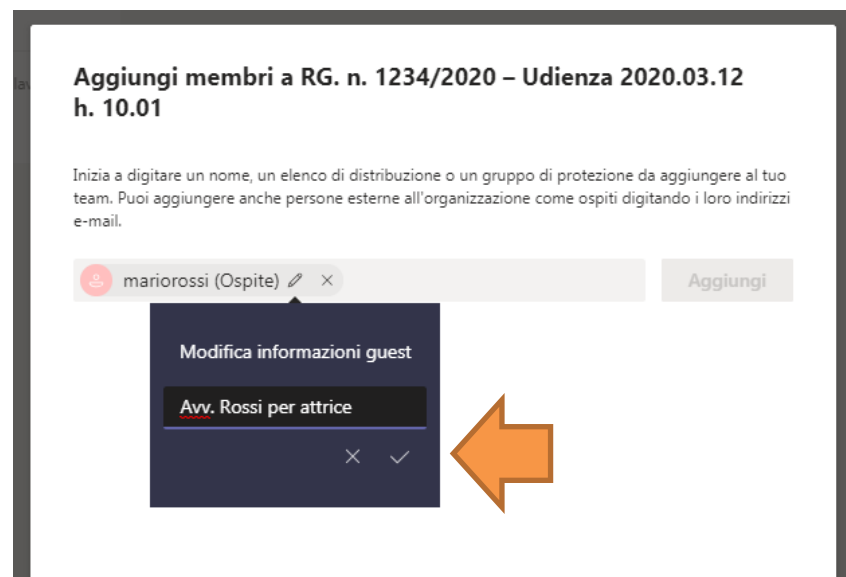 Aggiungi membri a RG. n. 1234/2020 – Udienza 2020.03.12
h. 10.01
Inizia a digitare un nome, un elenco di distribuzione o un gruppo di protezione da aggiungere al tuo
team. Puoi aggiungere anche persone esterne all'organizzazione come ospiti digitando i loro indirizzi
e-mail.
mariorossi (Ospite)
Aggiungi
Modifica informazioni guest
Avv. Rossi per attrice